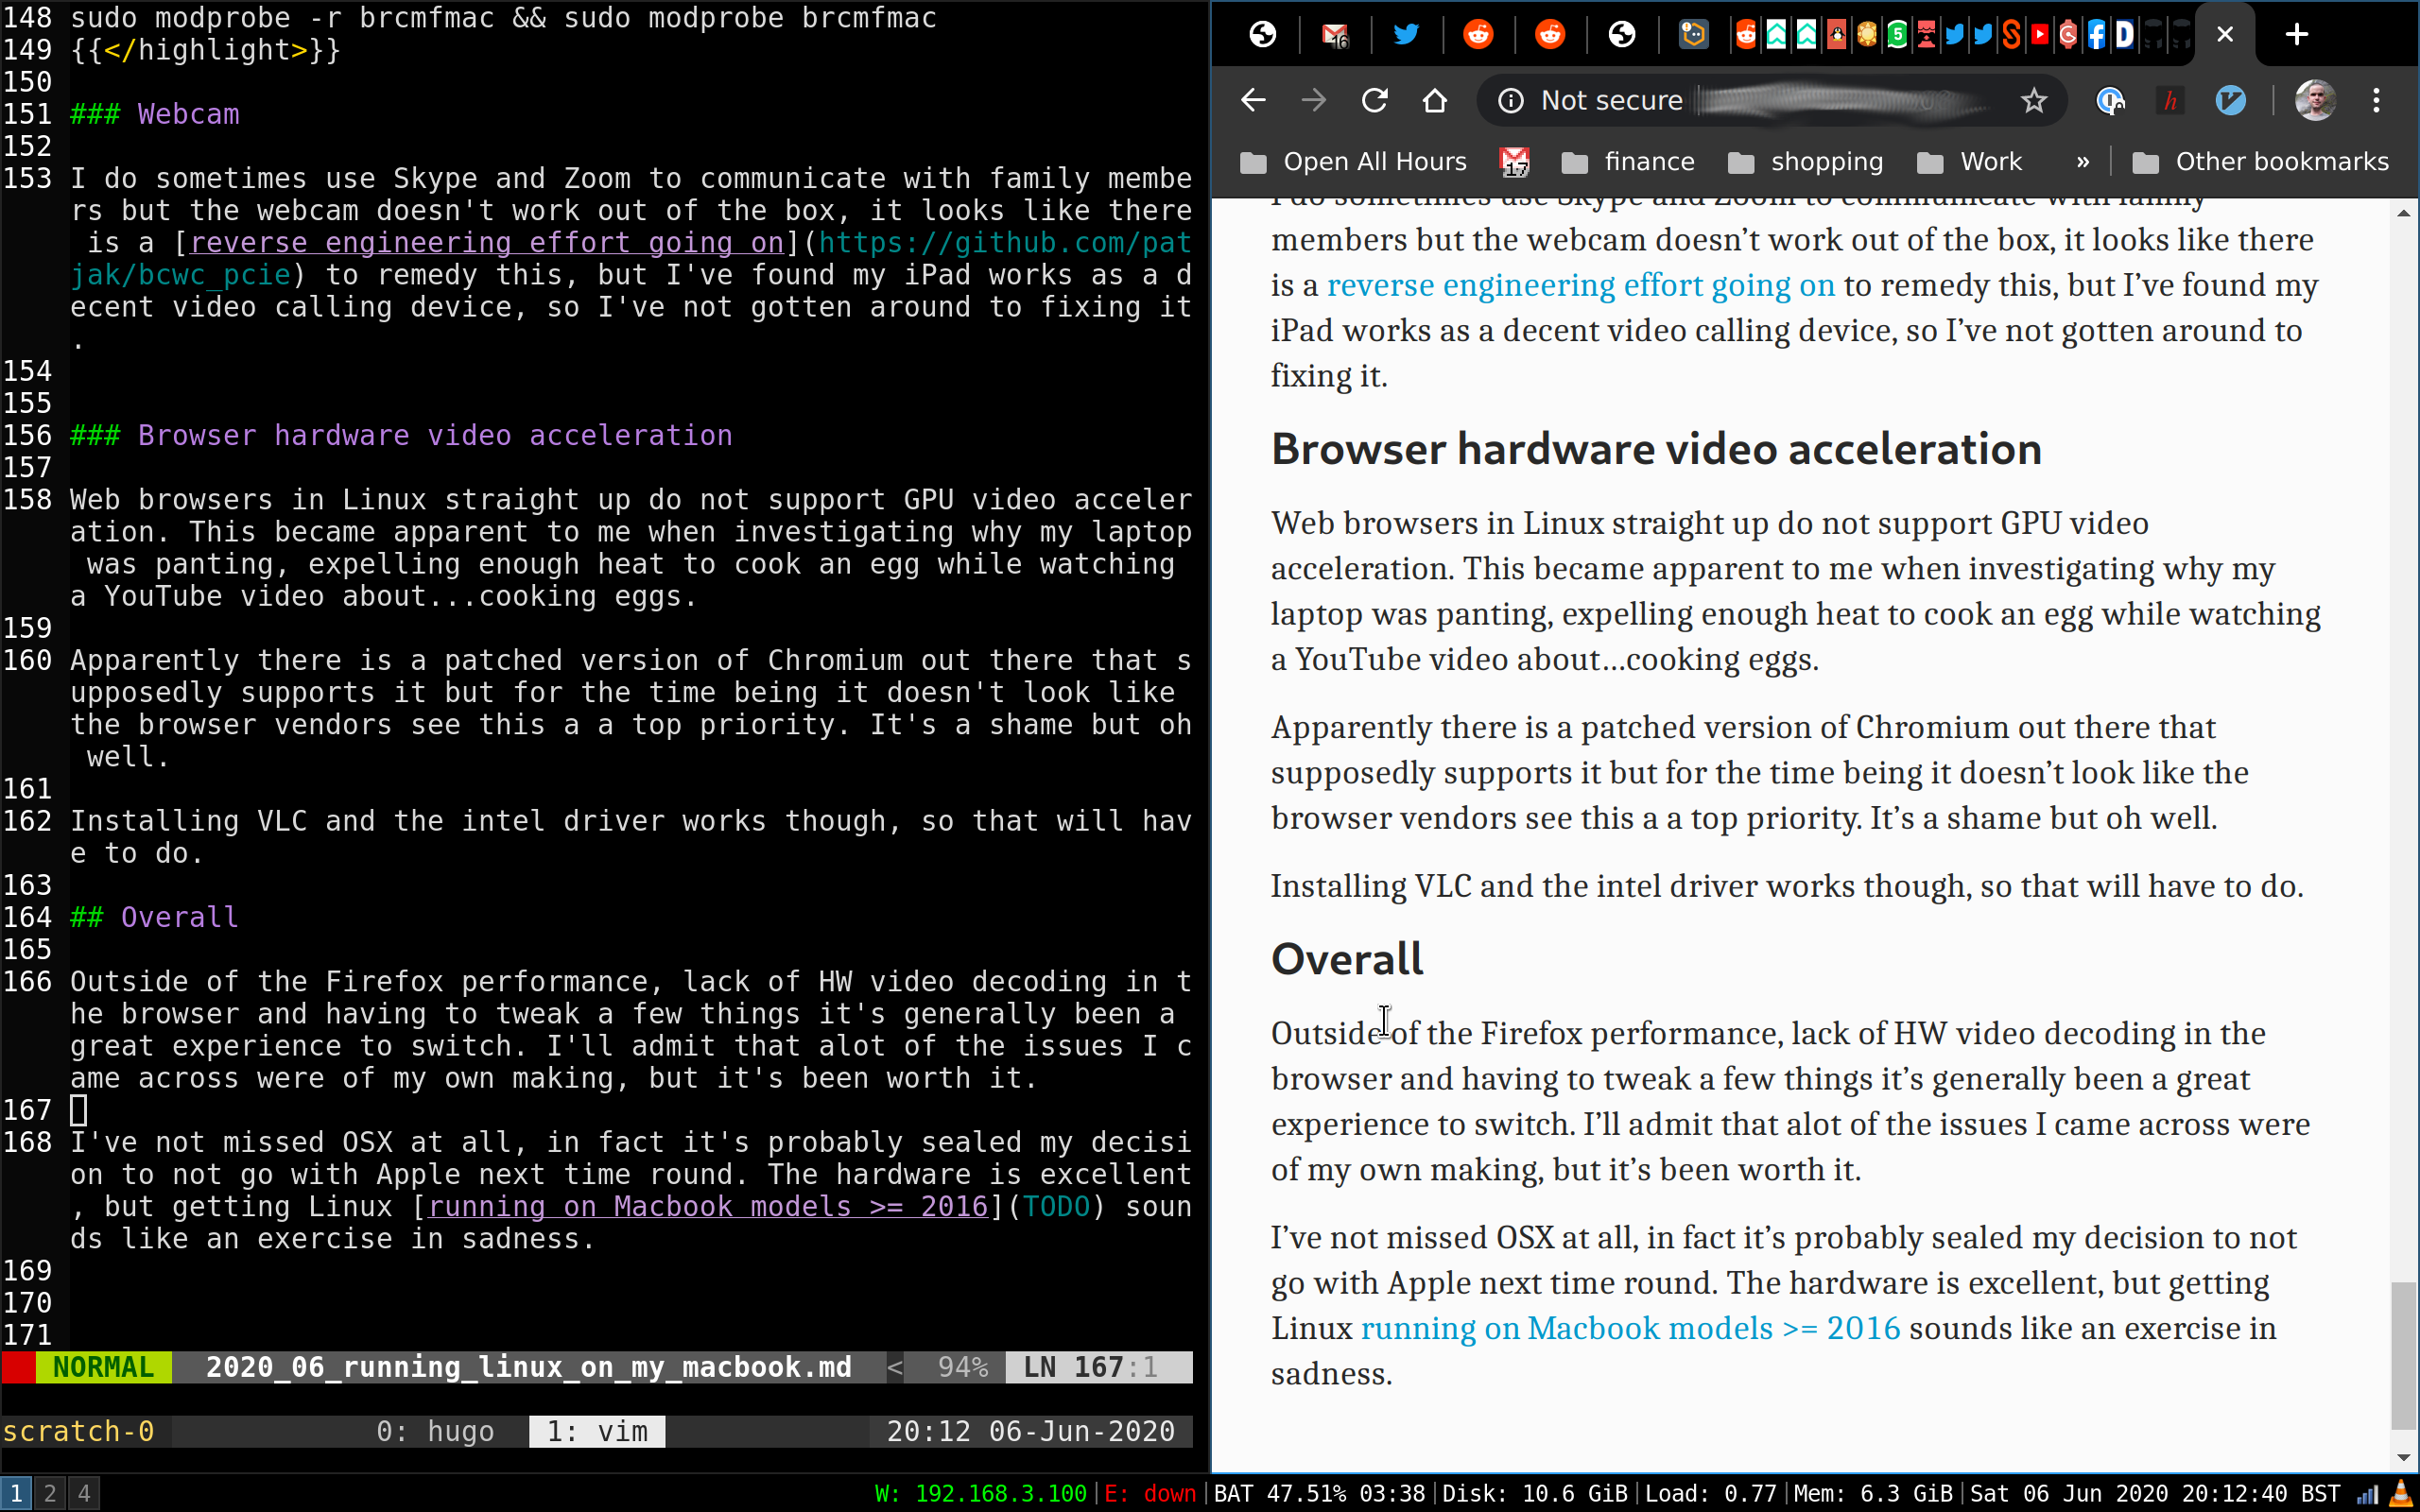 148 sudo modprobe -r brcmfmac && sudo modprobe brcmfmac
149 {{</highlight>}}
150
151 ### Webcam
152
153 I do sometimes use Skype and Zoom to communicate with family membe
rs but the webcam doesn't work out of the box, it looks like there
is a [reverse engineering effort going on](https://github.com/pat
jak/bcwc_pcie) to remedy this, but I've found my iPad works as a d
ecent video calling device, so I've not gotten around to fixing it
.
154
155
156 ### Browser hardware video acceleration
157
158 Web browsers in Linux straight up do not support GPU video acceler
ation. This became apparent to me when investigating why my laptop
was panting, expelling enough heat to cook an egg while watching
a YouTube video about...cooking eggs.
159
160 Apparently there is a patched version of Chromium out there that s
upposedly supports it but for the time being it doesn't look like
the browser vendors see this a a top priority. It's a shame but oh
well.
161
162 Installing VLC and the intel driver works though, so that will hav
e to do.
163
164 ## Overall
165
166 Outside of the Firefox performance, lack of HW video decoding in t
he browser and having to tweak a few things it's generally been a
great experience to switch. I'll admit that alot of the issues I c
ame across were of my own making, but it's been worth it.
167
168 I've not missed OSX at all, in fact it's probably sealed my decisi
on to not go with Apple next time round. The hardware is excellent
, but getting Linux [running on Macbook models >= 2016](TODO) soun
ds like an exercise in sadness.
169
170
171
NORMAL 2020_06_running_linux_on_my_macbook.md < 94% LN 167:1
scratch-0 0: hugo 1: vim 20:12 06-Jun-2020
16 5 D
Not secure h
Open All Hours 17 finance shopping Work » Other bookmarks
I do sometimes use Skype and Zoom to communicate with family
members but the webcam doesn’t work out of the box, it looks like there
is a reverse engineering effort going on to remedy this, but I’ve found my
iPad works as a decent video calling device, so I’ve not gotten around to
fixing it.
Browser hardware video acceleration
Web browsers in Linux straight up do not support GPU video
acceleration. This became apparent to me when investigating why my
laptop was panting, expelling enough heat to cook an egg while watching
a YouTube video about…cooking eggs.
Apparently there is a patched version of Chromium out there that
supposedly supports it but for the time being it doesn’t look like the
browser vendors see this a a top priority. It’s a shame but oh well.
Installing VLC and the intel driver works though, so that will have to do.
Overall
Outside of the Firefox performance, lack of HW video decoding in the
browser and having to tweak a few things it’s generally been a great
experience to switch. I’ll admit that alot of the issues I came across were
of my own making, but it’s been worth it.
I’ve not missed OSX at all, in fact it’s probably sealed my decision to not
go with Apple next time round. The hardware is excellent, but getting
Linux running on Macbook models >= 2016 sounds like an exercise in
sadness.
1 2 4 W: 192.168.3.100|E: down|BAT 47.51% 03:38|Disk: 10.6 GiB|Load: 0.77|Mem: 6.3 GiB|Sat 06 Jun 2020 20:12:40 BST